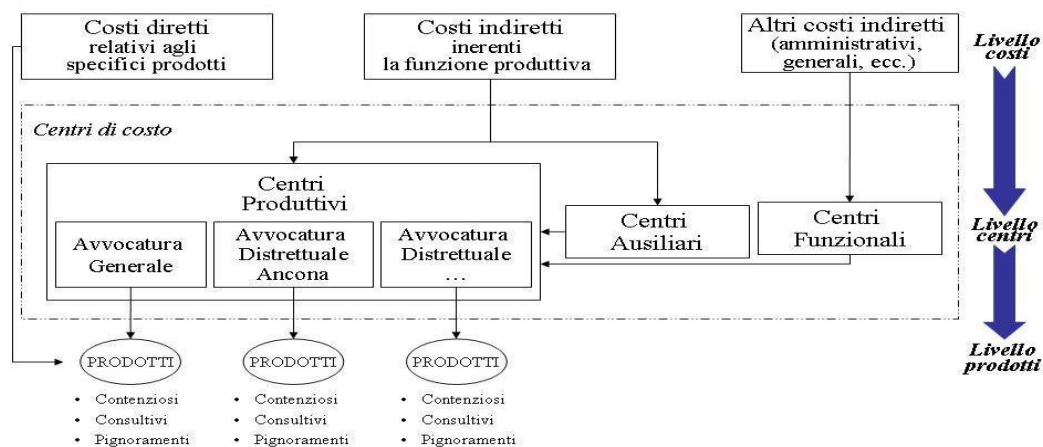 Costi diretti
relativi agli
specifici prodotti
Costi indiretti
inerenti
la funzione produttiva
Altri costi indiretti
(amministrativi,
generali, ecc.)
Livello
costi
Centri di costo
Centri
Produttivi
Avvocatura
Generale
Avvocatura
Distrettuale
Ancona
Avvocatura
Distrettuale
…
Centri
Ausiliari
Centri
Funzionali
Livello
centri
PRODOTTI
PRODOTTI
PRODOTTI
Livello
prodotti
• Contenziosi
• Consultivi
• Pignoramenti
• Contenziosi
• Consultivi
• Pignoramenti
• Contenziosi
• Consultivi
• Pignoramenti